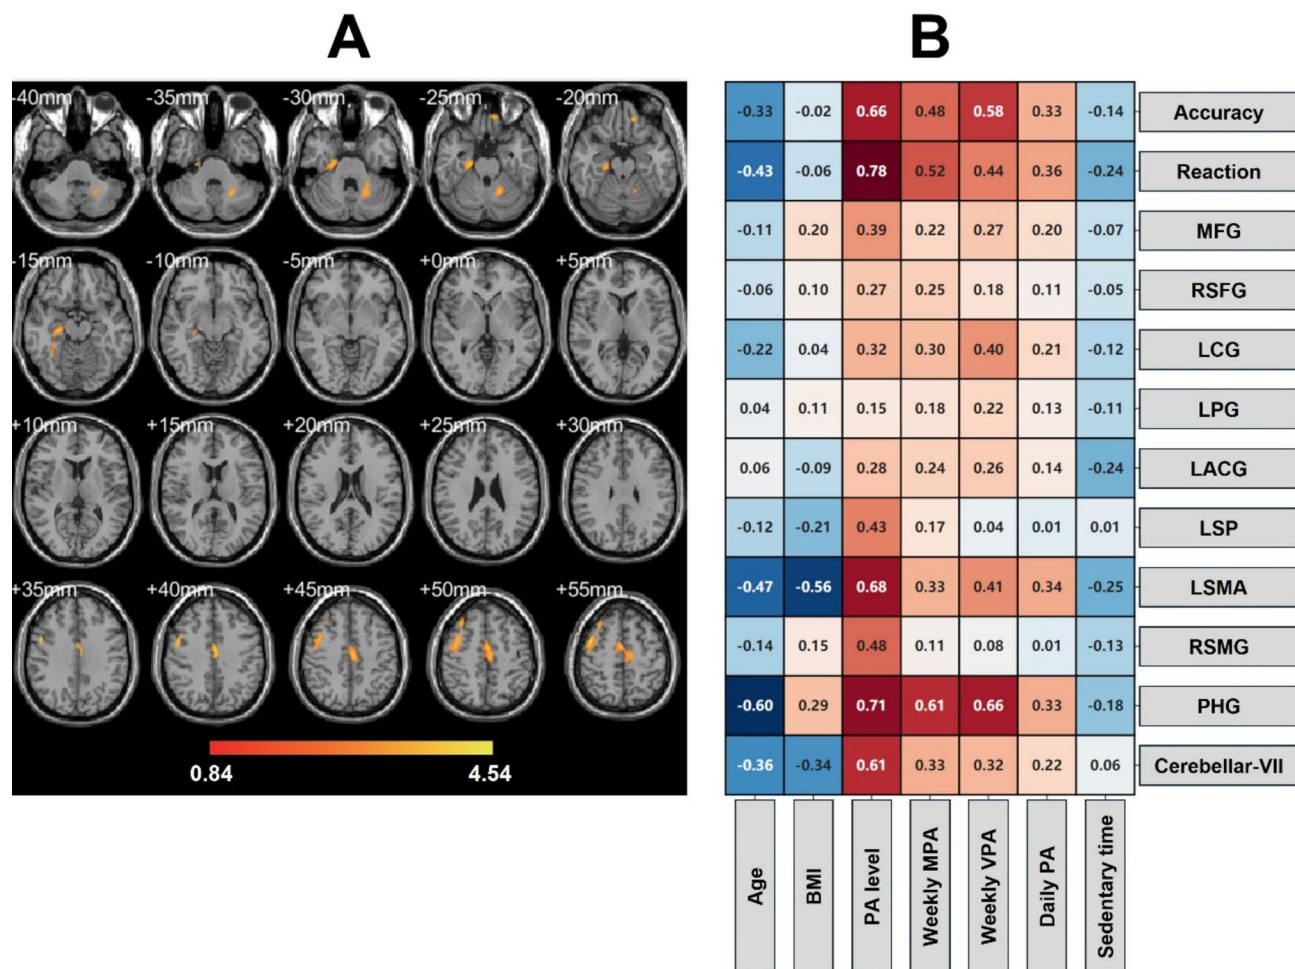 A
B
-40mm -35mm -30mm -25mm -20mm
-15mm -10mm -5mm +0mm +5mm
+10mm +15mm +20mm +25mm +30mm
+35mm +40mm +45mm +50mm +55mm
0.84 4.54
-0.33 -0.02 0.66 0.48 0.58 0.33 -0.14 Accuracy
-0.43 -0.06 0.78 0.52 0.44 0.36 -0.24 Reaction
-0.11 0.20 0.39 0.22 0.27 0.20 -0.07 MFG
-0.06 0.10 0.27 0.25 0.18 0.11 -0.05 RSFG
-0.22 0.04 0.32 0.30 0.40 0.21 -0.12 LCG
0.04 0.11 0.15 0.18 0.22 0.13 -0.11 LPG
0.06 -0.09 0.28 0.24 0.26 0.14 -0.24 LACG
-0.12 -0.21 0.43 0.17 0.04 0.01 0.01 LSP
-0.47 -0.56 0.68 0.33 0.41 0.34 -0.25 LSMA
-0.14 0.15 0.48 0.11 0.08 0.01 -0.13 RSMG
-0.60 0.29 0.71 0.61 0.66 0.33 -0.18 PHG
-0.36 -0.34 0.61 0.33 0.32 0.22 0.06 Cerebellar-VII
Age
BMI
PA level
Weekly MPA
Weekly VPA
Daily PA
Sedentary time